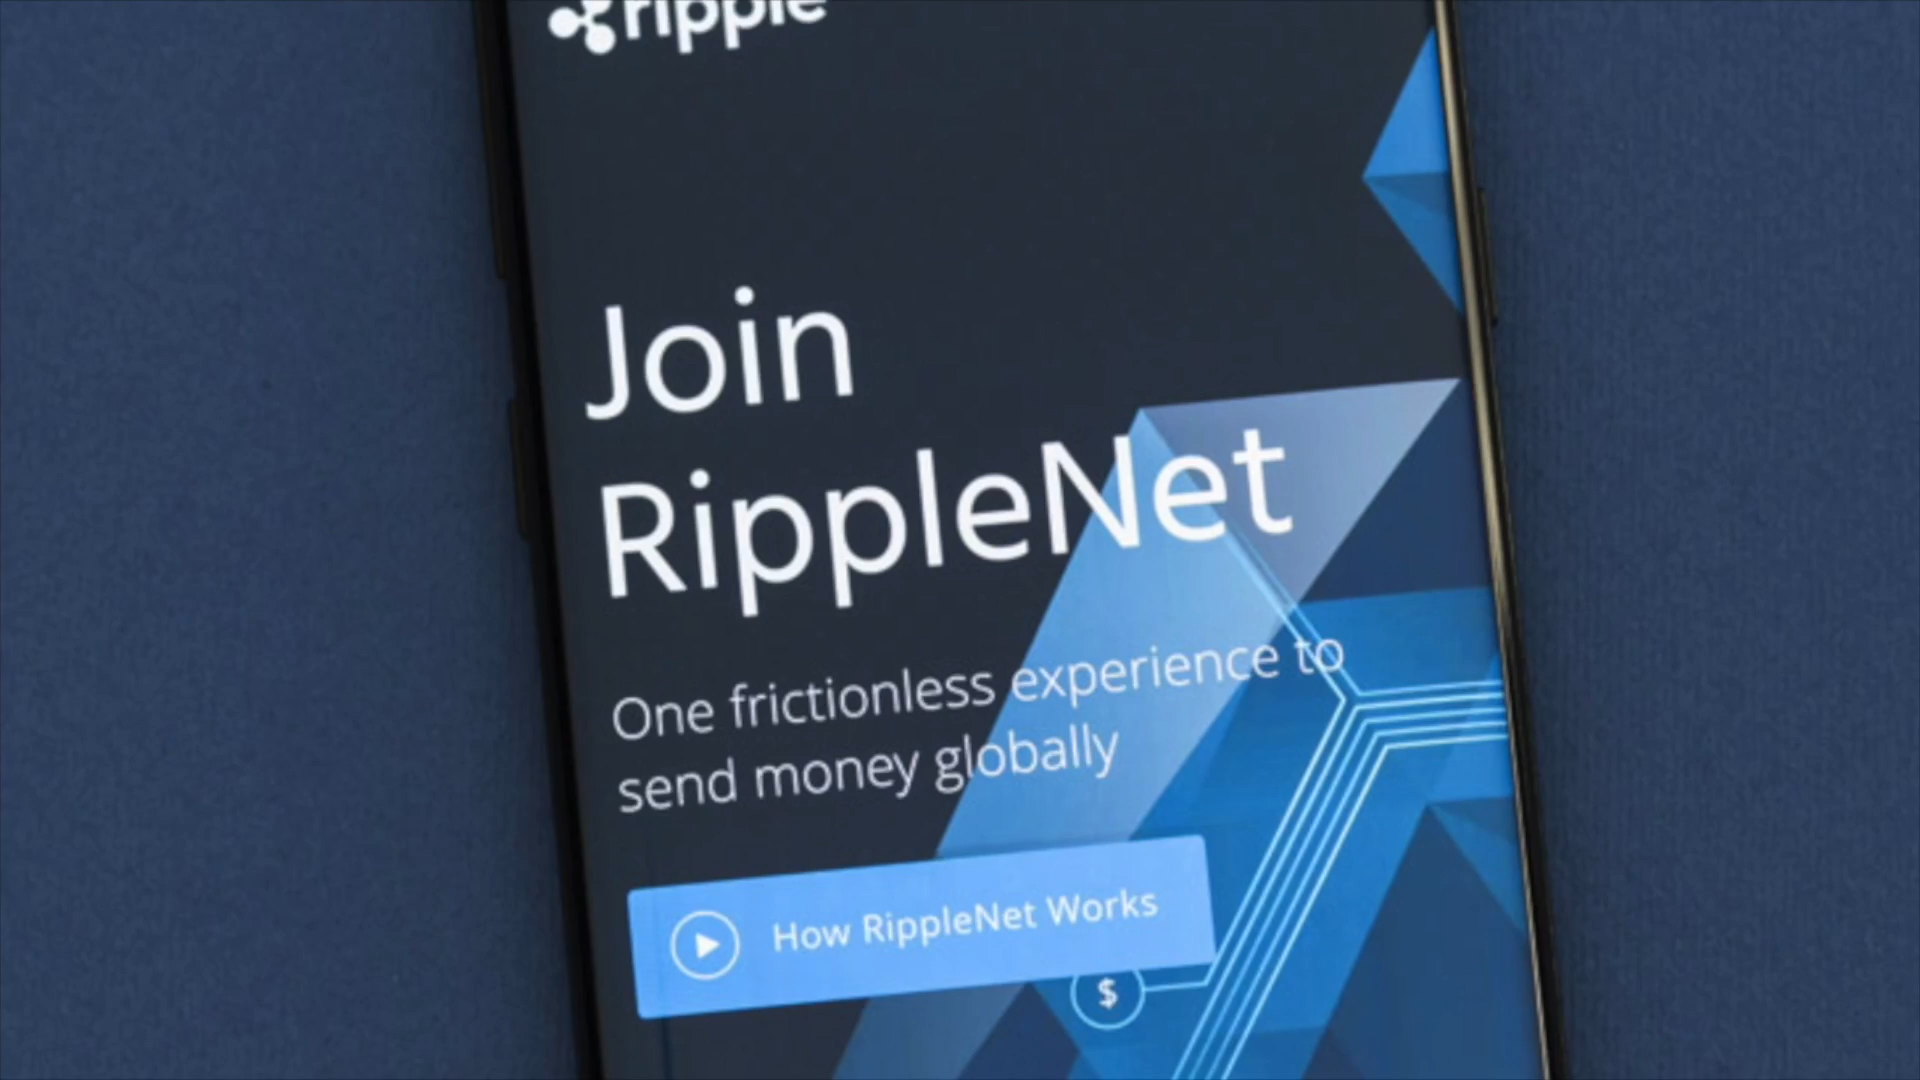 ripple
Join
RippleNet
One frictionless experience to
send money globally
How RippleNet Works
$